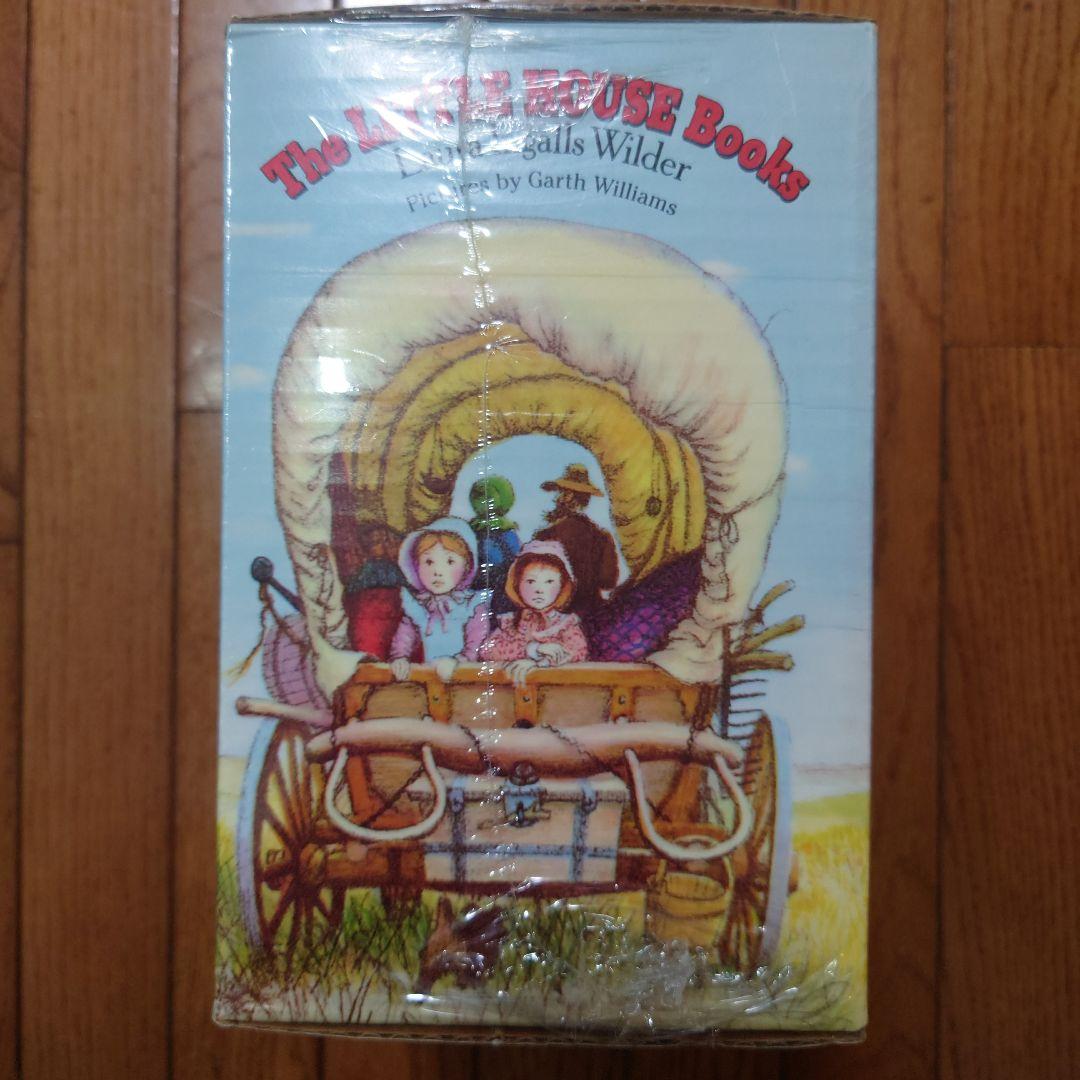 The LITTLE HOUSE Books
Laura Ingalls Wilder
Pictures by Garth Williams